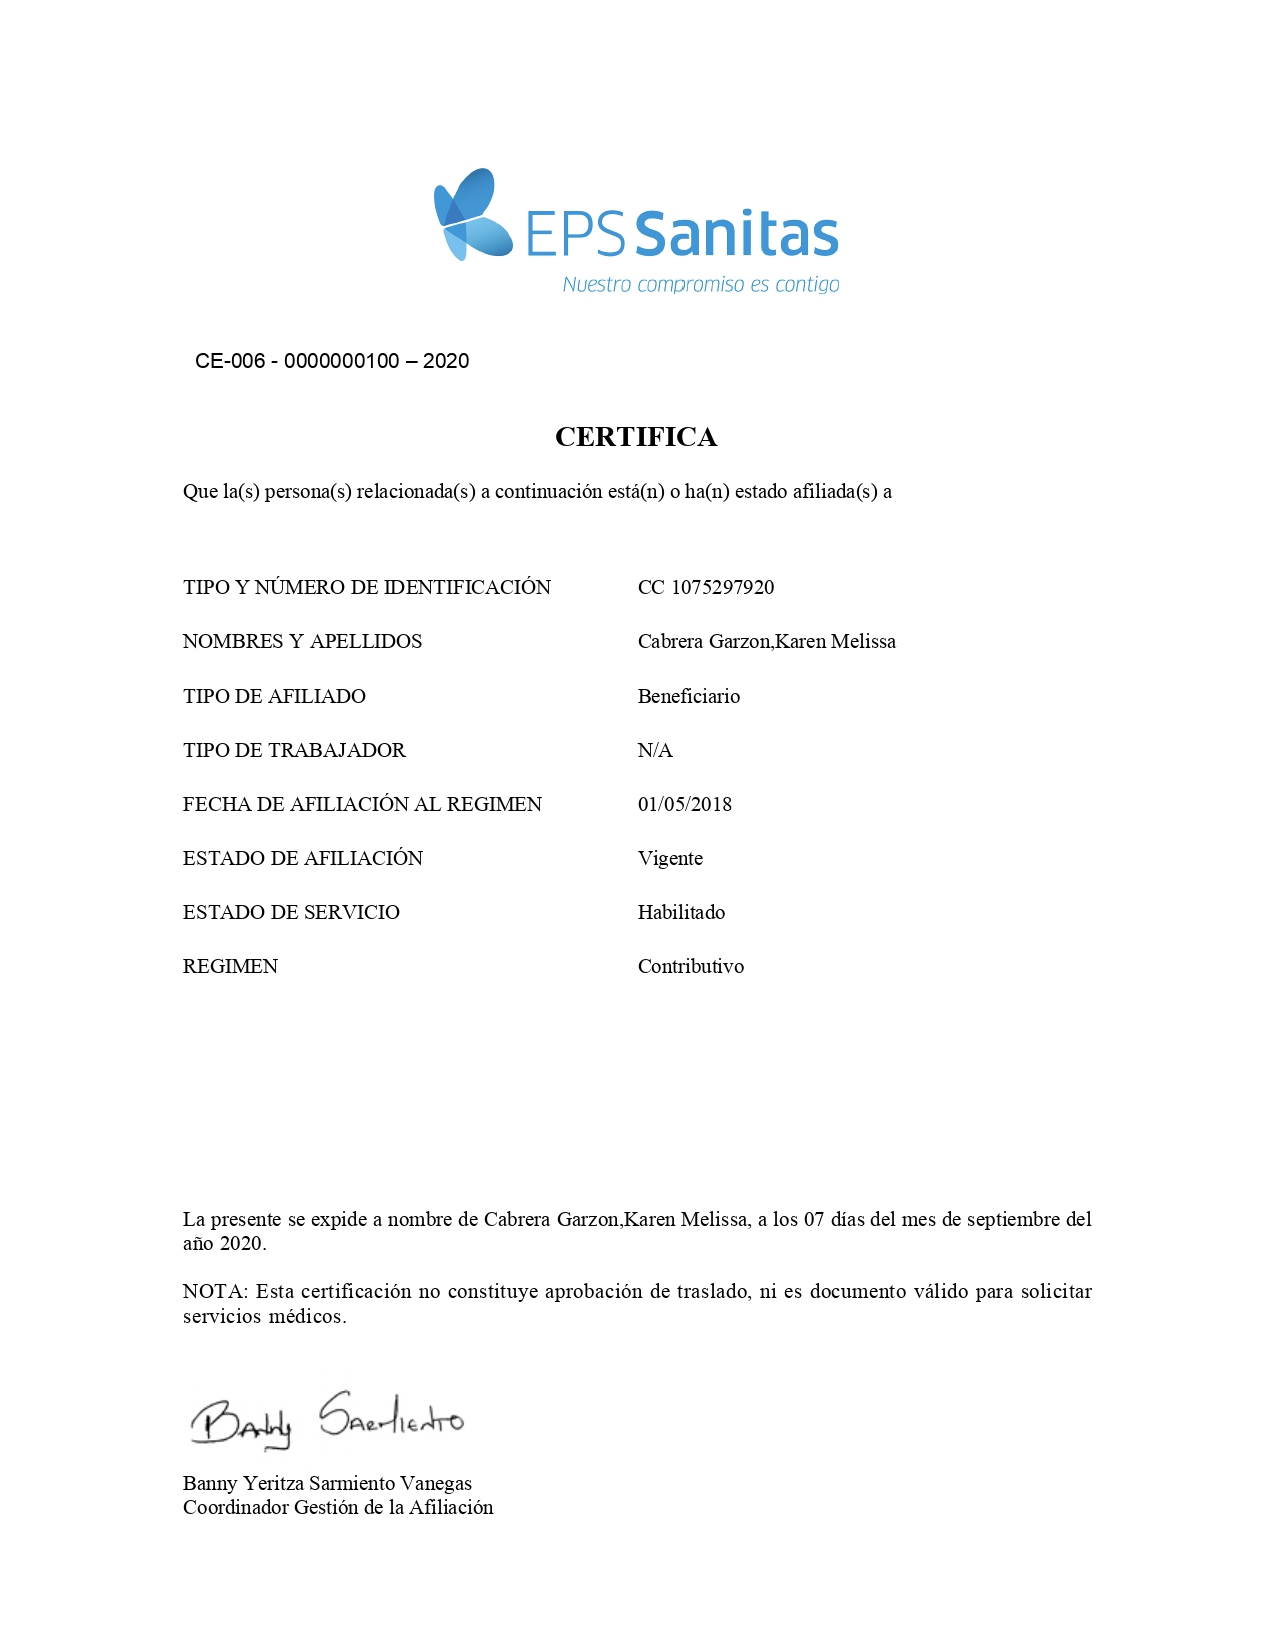 EPS Sanitas
Nuestro compromiso es contigo
CE-006 - 0000000100 – 2020
CERTIFICA
Que la(s) persona(s) relacionada(s) a continuación está(n) o ha(n) estado afiliada(s) a
TIPO Y NÚMERO DE IDENTIFICACIÓN CC 1075297920
NOMBRES Y APELLIDOS Cabrera Garzon,Karen Melissa
TIPO DE AFILIADO Beneficiario
TIPO DE TRABAJADOR N/A
FECHA DE AFILIACIÓN AL REGIMEN 01/05/2018
ESTADO DE AFILIACIÓN Vigente
ESTADO DE SERVICIO Habilitado
REGIMEN Contributivo
La presente se expide a nombre de Cabrera Garzon,Karen Melissa, a los 07 días del mes de septiembre del
año 2020.
NOTA: Esta certificación no constituye aprobación de traslado, ni es documento válido para solicitar
servicios médicos.
Banny Sarmiento
Banny Yeritza Sarmiento Vanegas
Coordinador Gestión de la Afiliación